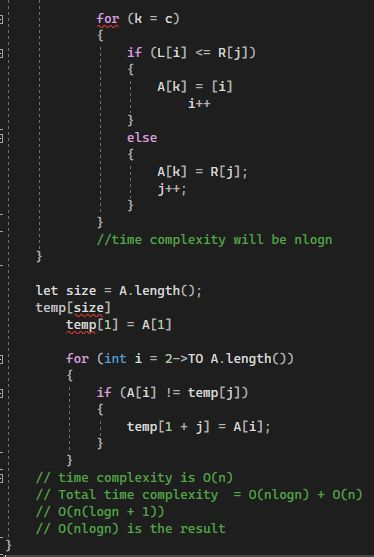 for (k = c)
{
if (L[i] <= R[j])
{
A[k] = [i]
i++
}
else
{
A[k] = R[j];
j++;
}
}
//time complexity will be nlogn
}
let size = A.length();
temp[size]
temp[1] = A[1]
for (int i = 2->TO A.length())
{
if (A[i] != temp[j])
{
temp[1 + j] = A[i];
}
}
// time complexity is O(n)
// Total time complexity  = O(nlogn) + O(n)
// O(n(logn + 1))
// O(nlogn) is the result
}